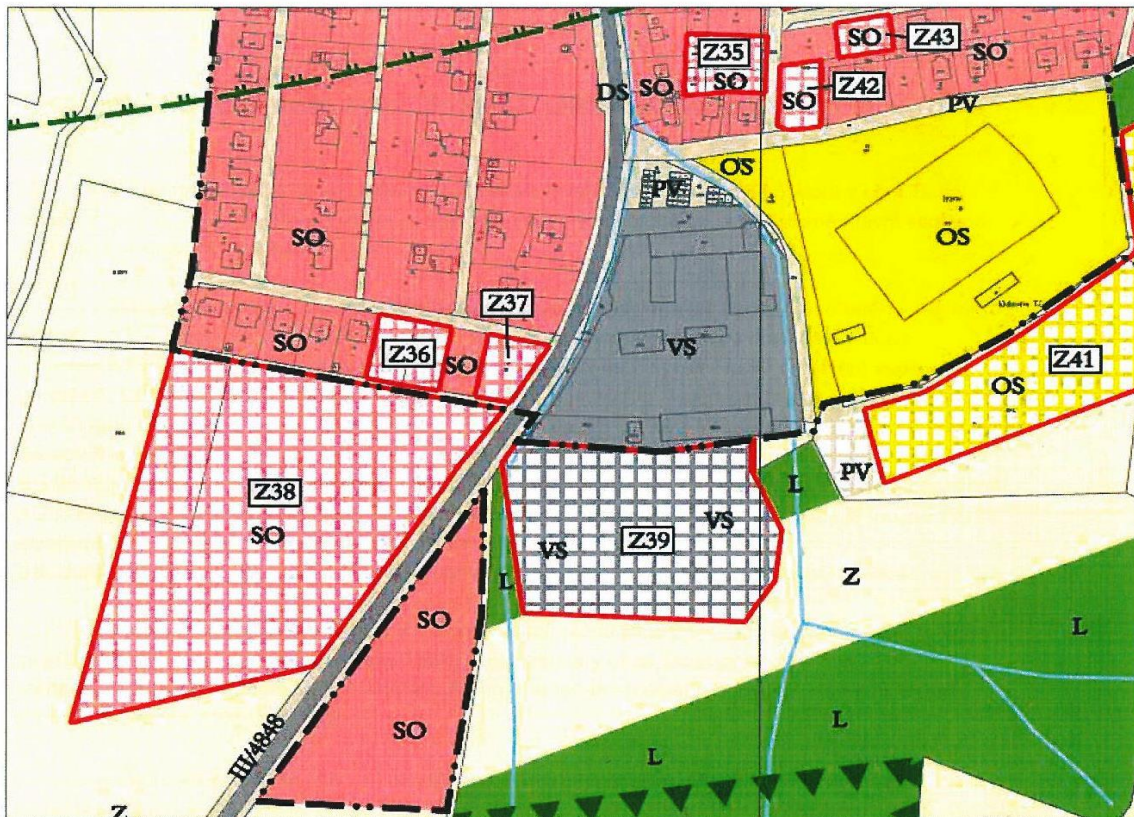 Z35
SO
Z43
SO
SO
SO
Z42
SO
DS
PV
OS
PV
SO
OS
Z37
SO
Z36
SO
VS
Z41
OS
PV
L
Z38
SO
VS
Z39
VS
L
Z
SO
L
SO
L
III/4848
L
Z